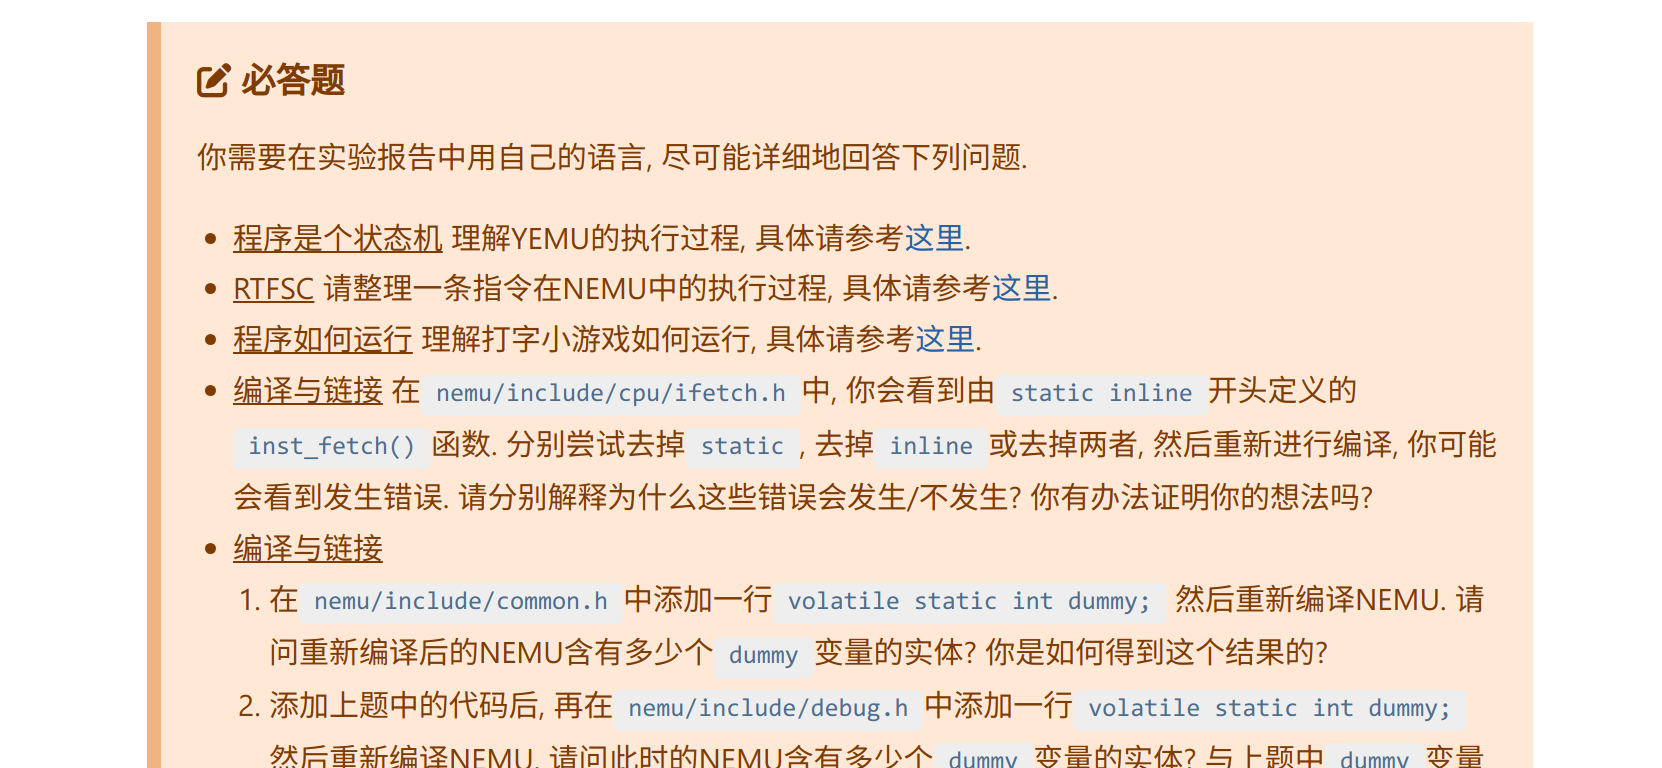 必答题
你需要在实验报告中用自己的语言, 尽可能详细地回答下列问题.
• 程序是个状态机 理解YEMU的执行过程, 具体请参考这里.
• RTFSC 请整理一条指令在NEMU中的执行过程, 具体请参考这里.
• 程序如何运行 理解打字小游戏如何运行, 具体请参考这里.
• 编译与链接 在 nemu/include/cpu/ifetch.h 中, 你会看到由 static inline 开头定义的
inst_fetch() 函数. 分别尝试去掉 static , 去掉 inline 或去掉两者, 然后重新进行编译, 你可能
会看到发生错误. 请分别解释为什么这些错误会发生/不发生? 你有办法证明你的想法吗?
• 编译与链接
1. 在 nemu/include/common.h 中添加一行 volatile static int dummy; 然后重新编译NEMU. 请
问重新编译后的NEMU含有多少个 dummy 变量的实体? 你是如何得到这个结果的?
2. 添加上题中的代码后, 再在 nemu/include/debug.h 中添加一行 volatile static int dummy;
然后重新编译NEMU. 请问此时的NEMU含有多少个 dummy 变量的实体? 与上题中 dummy 变量